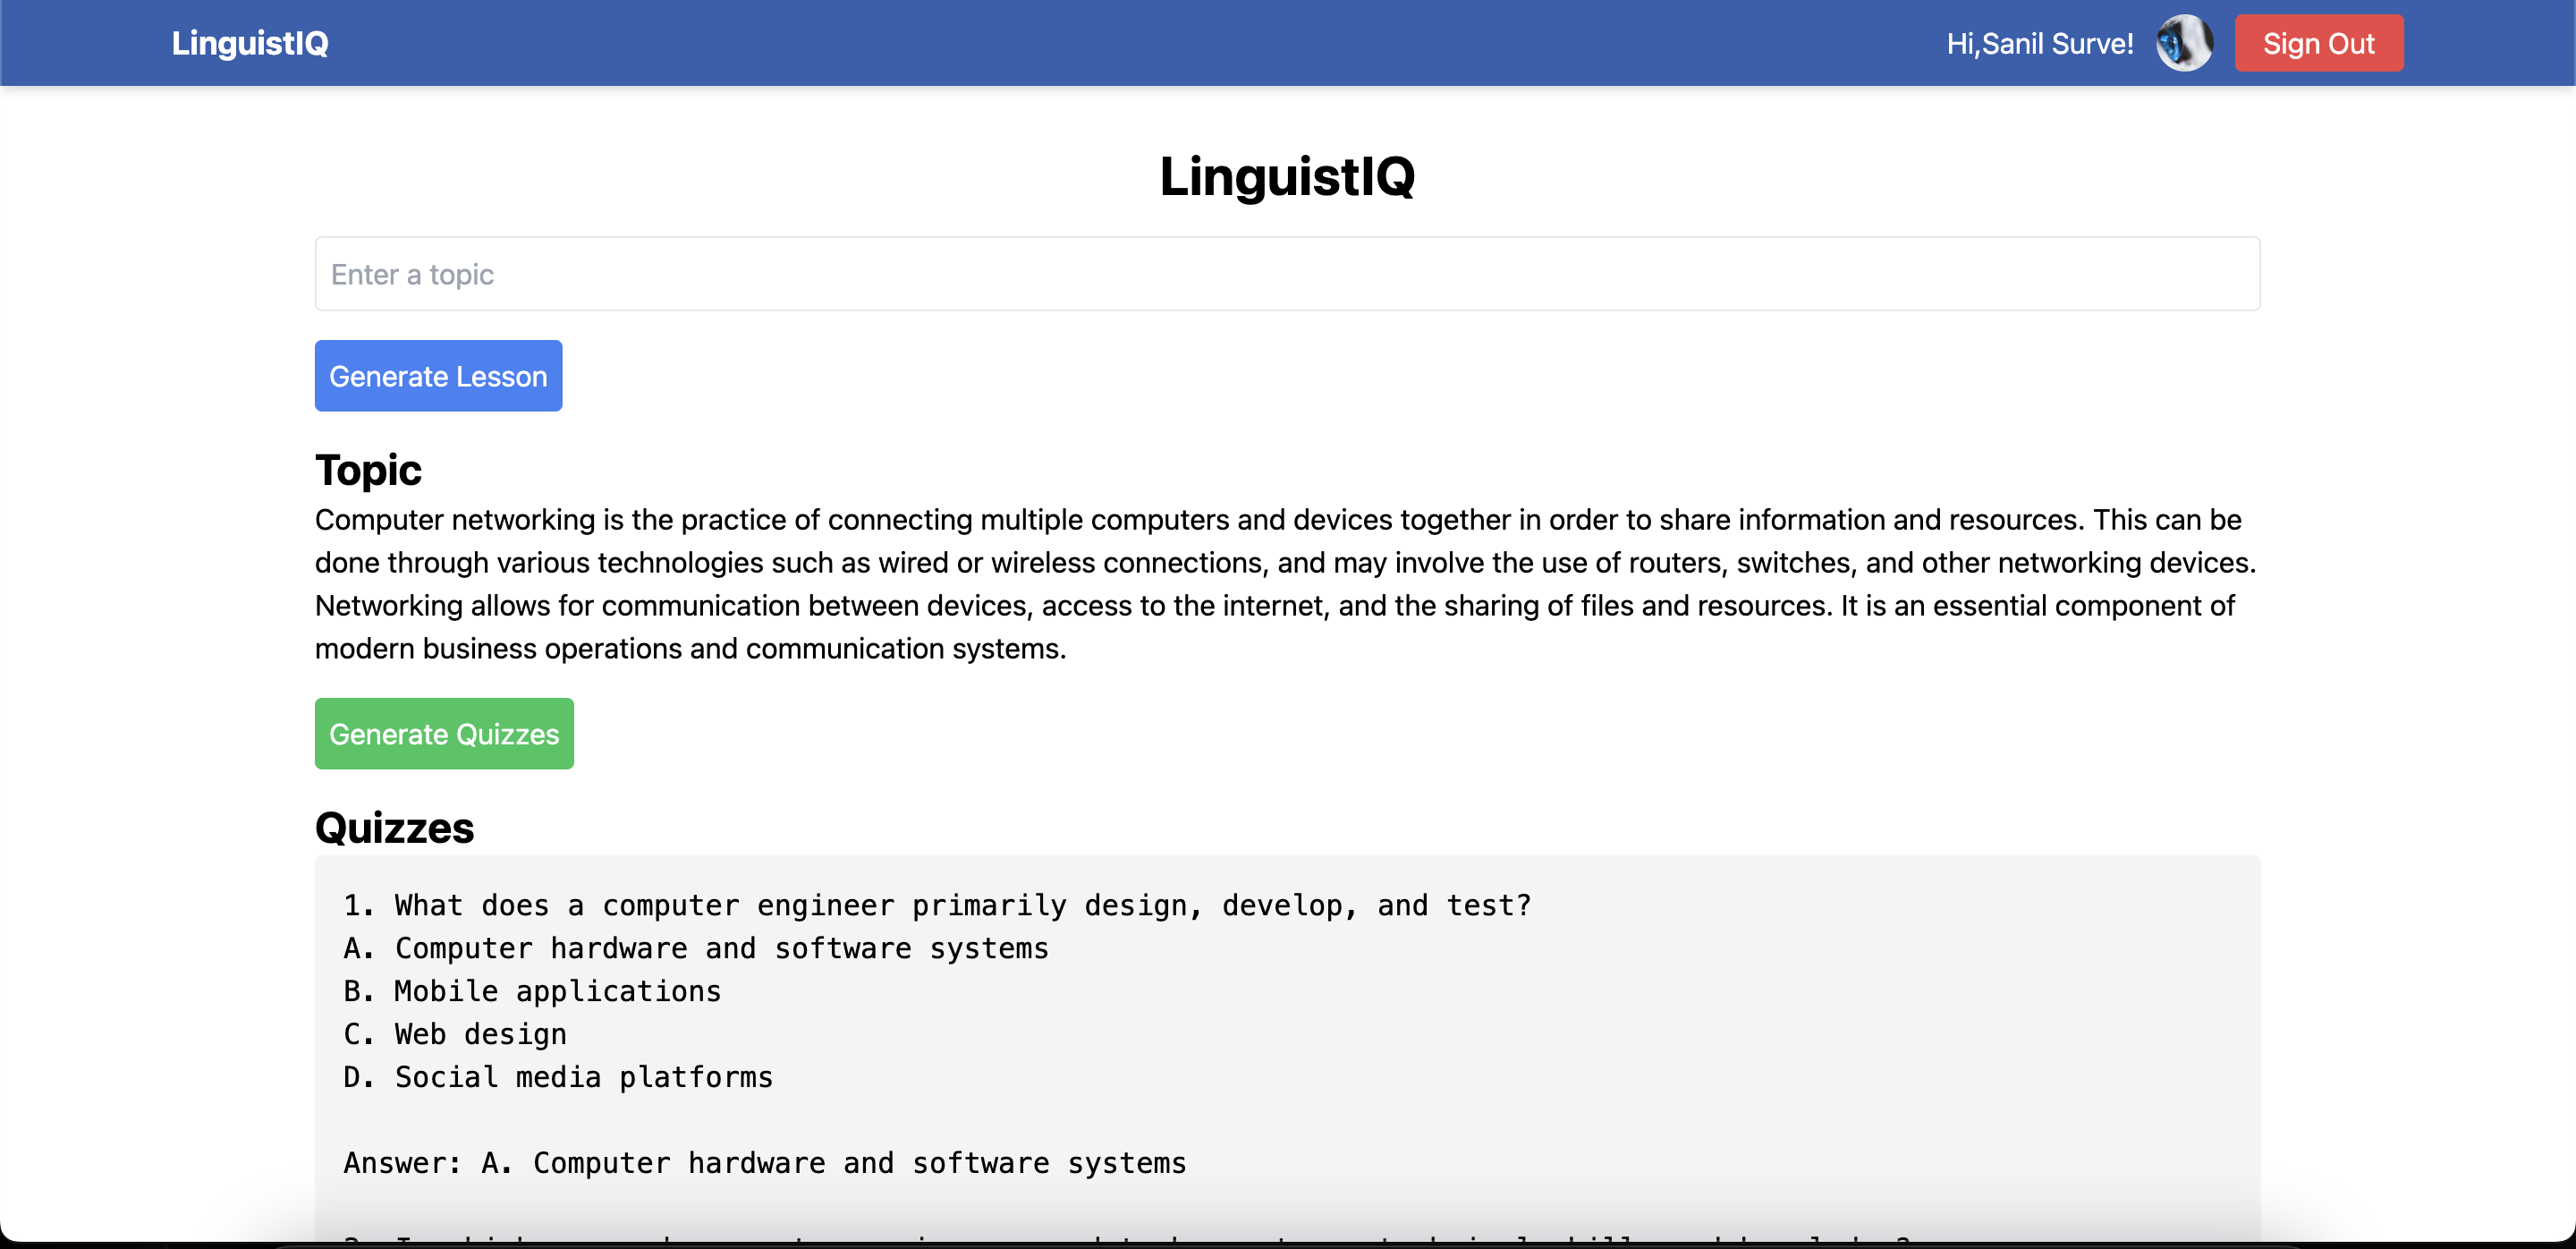 LinguistIQ
Hi,Sanil Surve!
Sign Out
LinguistIQ
Enter a topic
Generate Lesson
Topic
Computer networking is the practice of connecting multiple computers and devices together in order to share information and resources. This can be
done through various technologies such as wired or wireless connections, and may involve the use of routers, switches, and other networking devices.
Networking allows for communication between devices, access to the internet, and the sharing of files and resources. It is an essential component of
modern business operations and communication systems.
Generate Quizzes
Quizzes
1. What does a computer engineer primarily design, develop, and test?
A. Computer hardware and software systems
B. Mobile applications
C. Web design
D. Social media platforms
Answer: A. Computer hardware and software systems